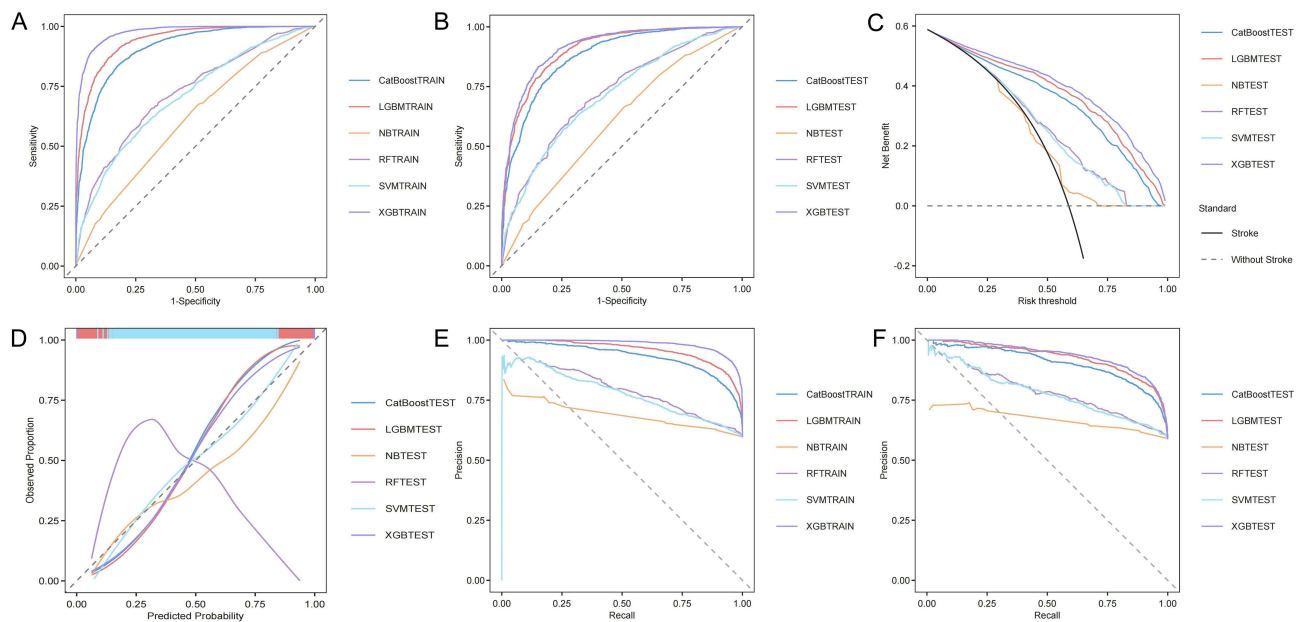 A
1.00
0.75
0.50
0.25
0.00
Sensitivity
0.00
0.25
0.50
0.75
1.00
1-Specificity
CatBoostTRAIN
LGBMTRAIN
NBTRAIN
RFTRAIN
SVMTRAIN
XGBTRAIN
B
1.00
0.75
0.50
0.25
0.00
Sensitivity
0.00
0.25
0.50
0.75
1.00
1-Specificity
CatBoostTEST
LGBMTEST
NBTEST
RFTEST
SVMTEST
XGBTEST
C
0.6
0.4
0.2
0.0
-0.2
Net Benefit
0.00
0.25
0.50
0.75
1.00
Risk threshold
CatBoostTEST
LGBMTEST
NBTEST
RFTEST
SVMTEST
XGBTEST
Standard
Stroke
Without Stroke
D
1.00
0.75
0.50
0.25
0.00
Observed Proportion
0.00
0.25
0.50
0.75
1.00
Predicted Probability
CatBoostTEST
LGBMTEST
NBTEST
RFTEST
SVMTEST
XGBTEST
E
1.00
0.75
0.50
0.25
0.00
Precision
0.00
0.25
0.50
0.75
1.00
Recall
CatBoostTRAIN
LGBMTRAIN
NBTRAIN
RFTRAIN
SVMTRAIN
XGBTRAIN
F
1.00
0.75
0.50
0.25
0.00
Precision
0.00
0.25
0.50
0.75
1.00
Recall
CatBoostTEST
LGBMTEST
NBTEST
RFTEST
SVMTEST
XGBTEST